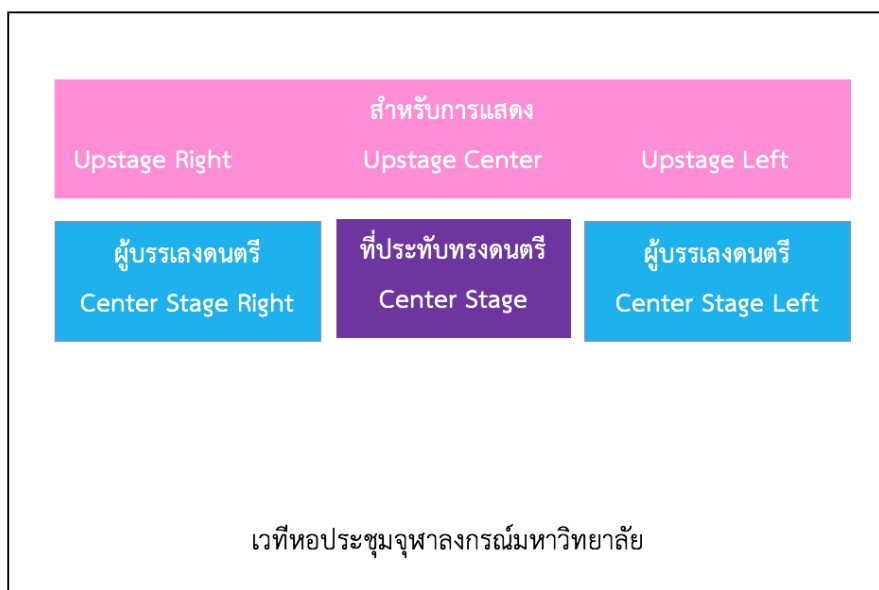 สำหรับการแสดง
Upstage Right Upstage Center Upstage Left
ผู้บรรเลงดนตรี ที่ประทับทรงดนตรี ผู้บรรเลงดนตรี
Center Stage Right Center Stage Center Stage Left
เวทีหอประชุมจุฬาลงกรณ์มหาวิทยาลัย